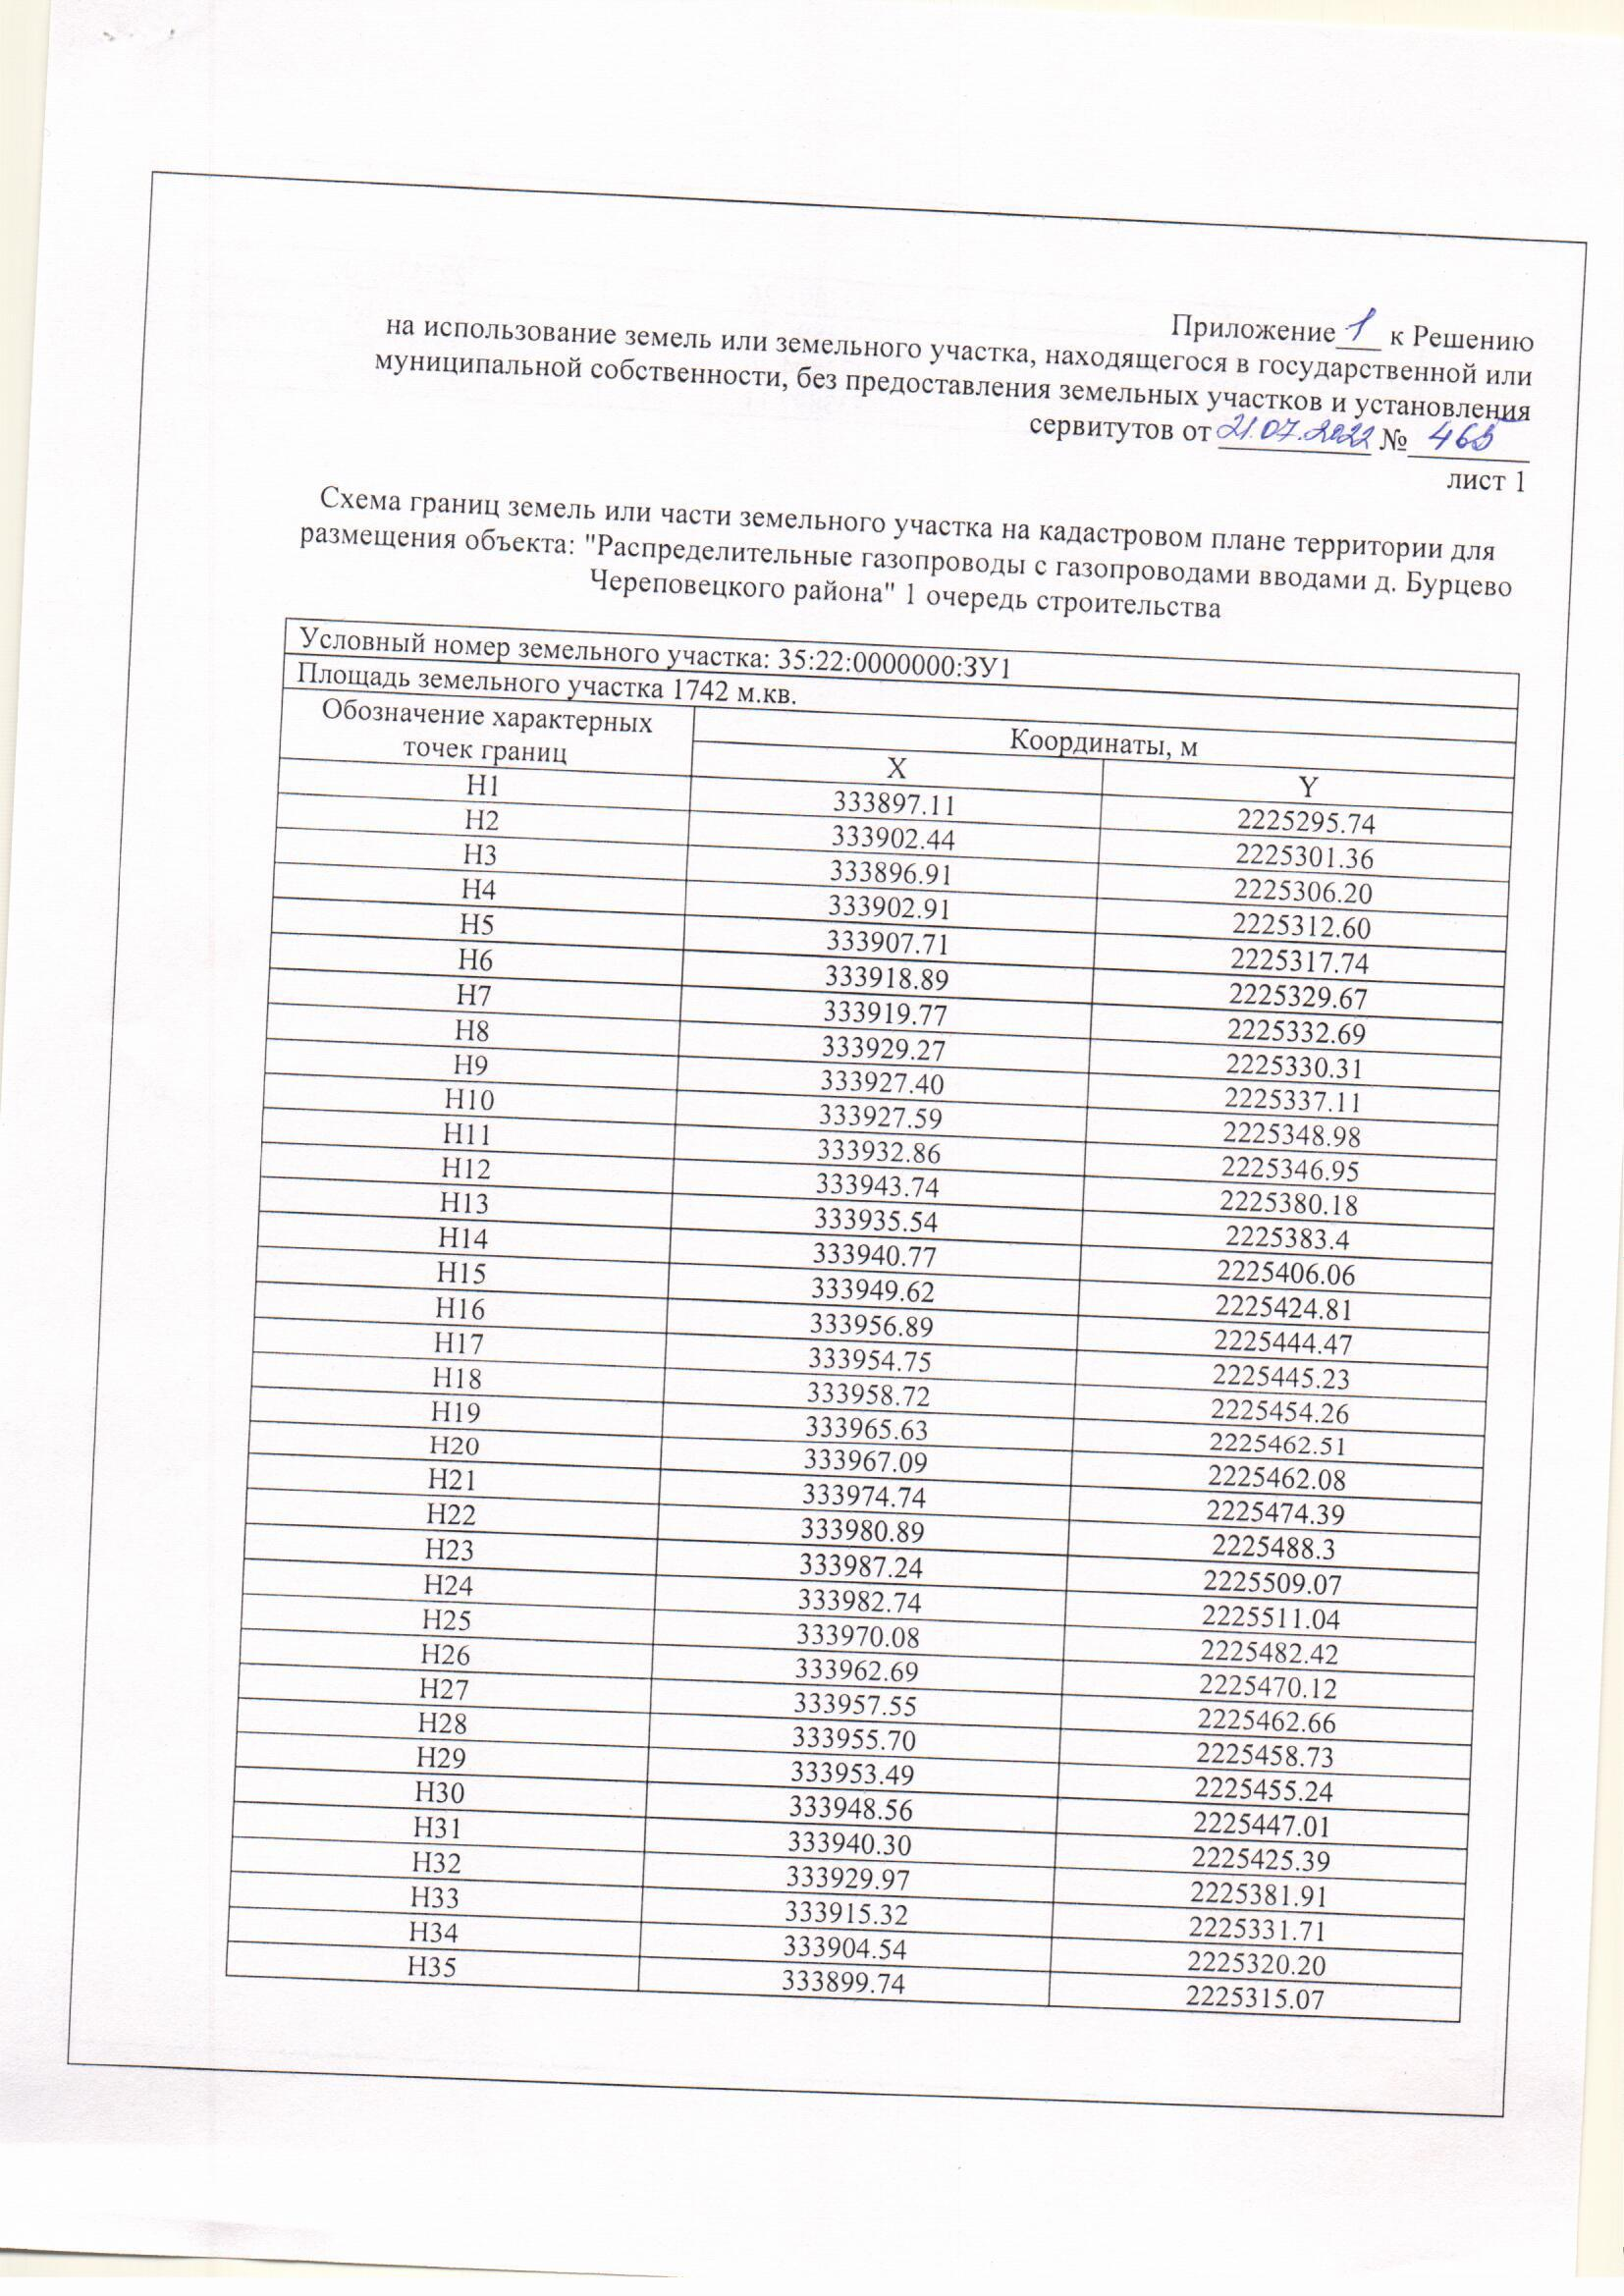 Приложение 1 к Решению
на использование земель или земельного участка, находящегося в государственной или
муниципальной собственности, без предоставления земельных участков и установления
сервитутов от 21.07.2022 №
лист 1
Схема границ земель или части земельного участка на кадастровом плане территории для
размещения объекта: "Распределительные газопроводы с газопроводами вводами д. Бурцево
Череповецкого района" 1 очередь строительства
Условный номер земельного участка: 35:22:0000000:ЗУ1
Площадь земельного участка 1742 м.кв.
Обозначение характерных
точек границ
Координаты, м
X Y
Н1 333897.11 2225295.74
Н2 333902.44 2225301.36
Н3 333896.91 2225306.20
Н4 333902.91 2225312.60
Н5 333907.71 2225317.74
Н6 333918.89 2225329.67
Н7 333919.77 2225332.69
Н8 333929.27 2225330.31
Н9 333927.40 2225337.11
Н10 333927.59 2225348.98
Н11 333932.86 2225346.95
Н12 333943.74 2225380.18
Н13 333935.54 2225383.4
Н14 333940.77 2225406.06
Н15 333949.62 2225424.81
Н16 333956.89 2225444.47
Н17 333954.75 2225445.23
Н18 333958.72 2225454.26
Н19 333965.63 2225462.51
Н20 333967.09 2225462.08
Н21 333974.74 2225474.39
Н22 333980.89 2225488.3
Н23 333987.24 2225509.07
Н24 333982.74 2225511.04
Н25 333970.08 2225482.42
Н26 333962.69 2225470.12
Н27 333957.55 2225462.66
Н28 333955.70 2225458.73
Н29 333953.49 2225455.24
Н30 333948.56 2225447.01
Н31 333940.30 2225425.39
Н32 333929.97 2225381.91
Н33 333915.32 2225331.71
Н34 333904.54 2225320.20
Н35 333899.74 2225315.07